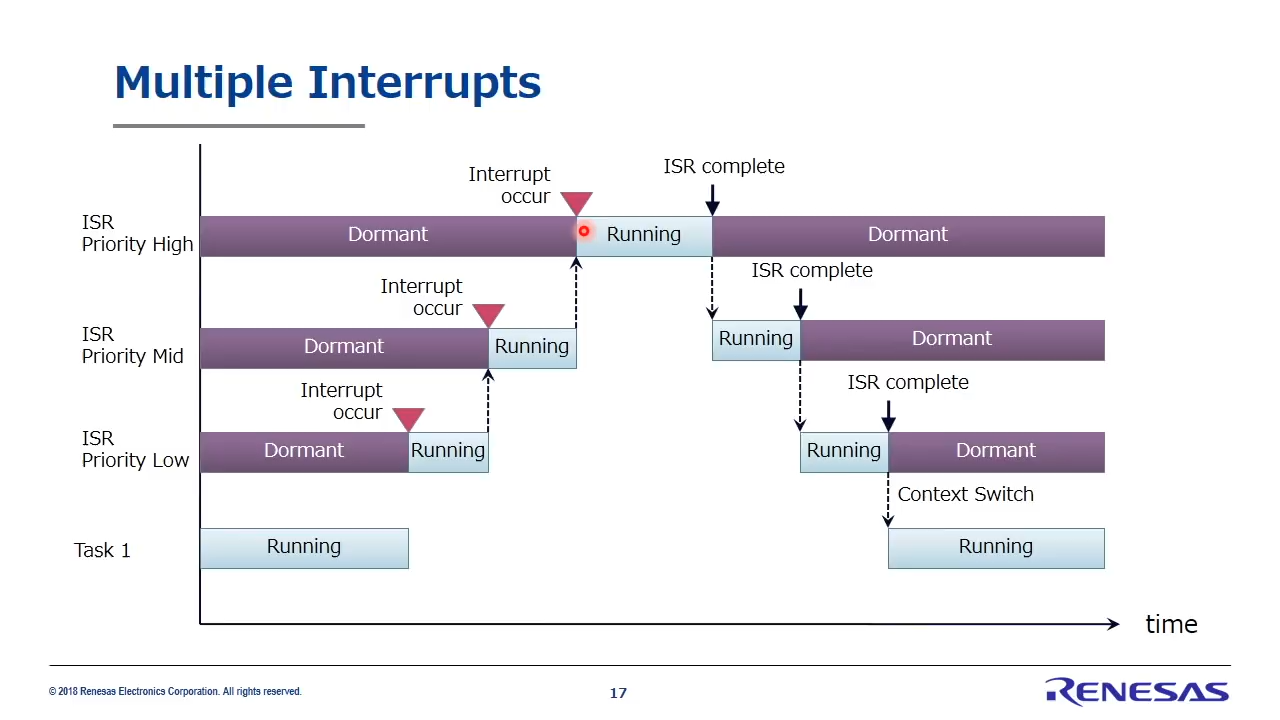 Multiple Interrupts
ISR complete
Interrupt
occur
ISR
Priority High
Dormant
Running
Dormant
ISR complete
Interrupt
occur
ISR
Priority Mid
Dormant
Running
Running
Dormant
ISR complete
Interrupt
occur
ISR
Priority Low
Dormant
Running
Running
Dormant
Context Switch
Task 1
Running
Running
time
© 2018 Renesas Electronics Corporation. All rights reserved.
17
RENESAS